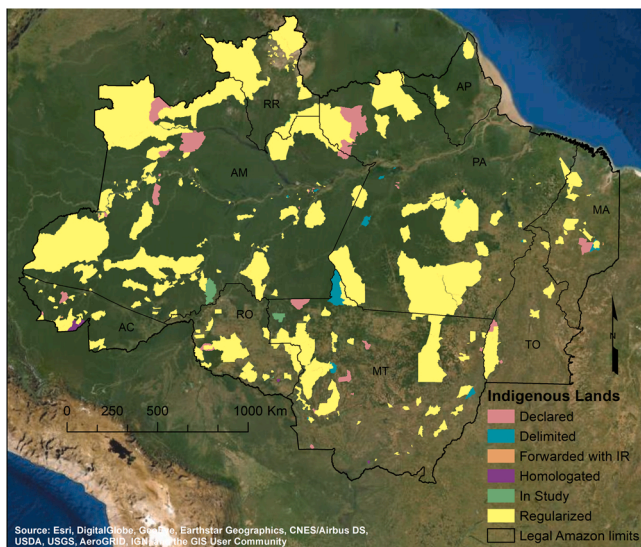 AP
RR
AM
PA
MA
AC
RO
TO
MT
N
0 250 500 1000 Km
Indigenous Lands
Declared
Delimited
Forwarded with IR
Homologated
In Study
Regularized
Legal Amazon limits
Source: Esri, DigitalGlobe, GeoEye, Earthstar Geographics, CNES/Airbus DS,
USDA, USGS, AeroGRID, IGN, the GIS User Community